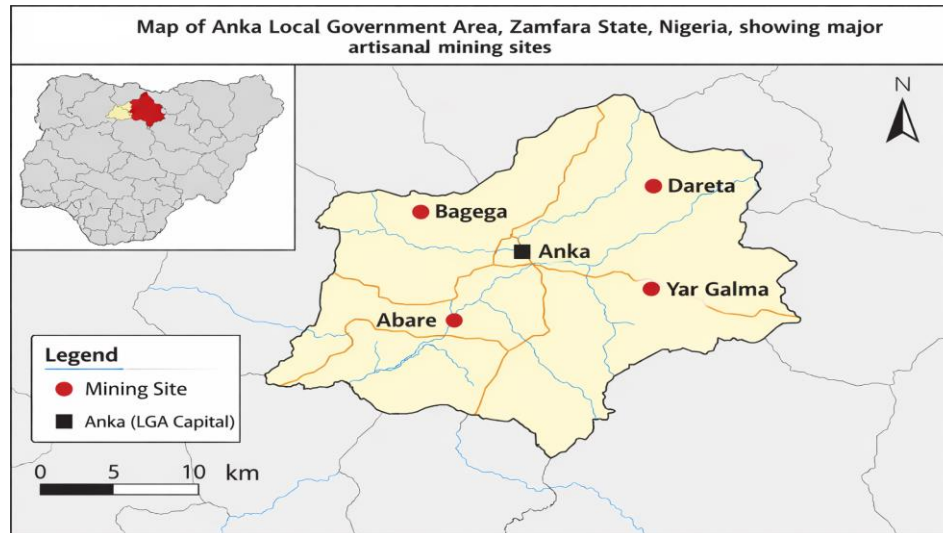 Map of Anka Local Government Area, Zamfara State, Nigeria, showing major
artisanal mining sites
N
Dareta
Bagega
Anka
Yar Galma
Abare
Legend
Mining Site
Anka (LGA Capital)
0 5 10 km